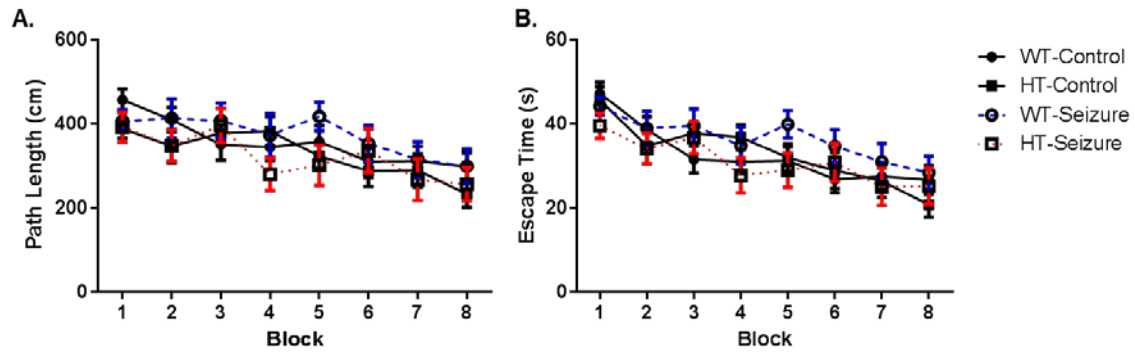 A.
Path Length (cm)
600
400
200
0
1 2 3 4 5 6 7 8
Block
B.
Escape Time (s)
60
40
20
0
1 2 3 4 5 6 7 8
Block
WT-Control
HT-Control
WT-Seizure
HT-Seizure